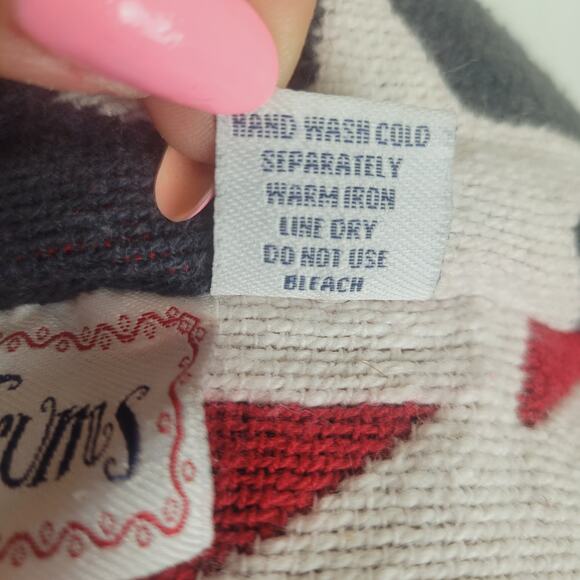 HAND WASH COLD
SEPARATELY
WARM IRON
LINE DRY
DO NOT USE
BLEACH